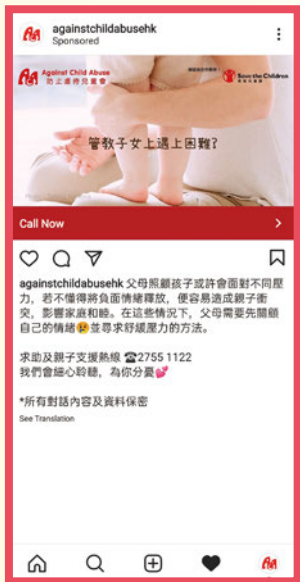 againstchildabusehk
Sponsored
Against Child Abuse
防止虐待兒童會
Save the Children
管教子女上遇上困難?
Call Now
againstchildabusehk 父母照顧孩子或許會面對不同壓
力，若不懂得將負面情緒釋放，便容易造成親子衝
突，影響家庭和睦。在這些情況下，父母需要先關顧
自己的情緒😢並尋求舒緩壓力的方法。
求助及親子支援熱線 ☎2755 1122
我們會細心聆聽，為你分憂💕
*所有對話內容及資料保密
See Translation